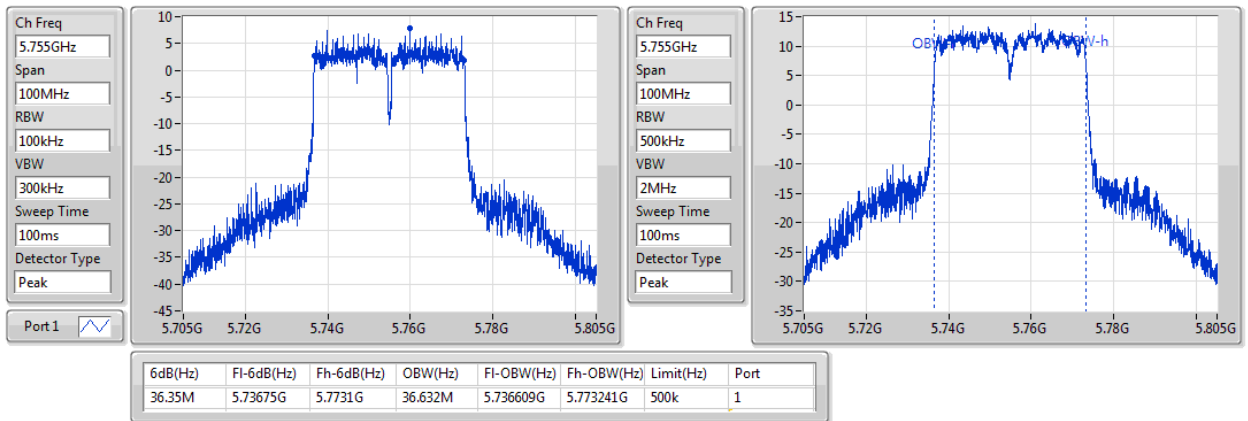 Ch Freq
5.755GHz
Span
100MHz
RBW
100kHz
VBW
300kHz
Sweep Time
100ms
Detector Type
Peak
Port 1
10
5
0
-5
-10
-15
-20
-25
-30
-35
-40
-45
5.705G 5.72G 5.74G 5.76G 5.78G 5.805G
Ch Freq
5.755GHz
Span
100MHz
RBW
500kHz
VBW
2MHz
Sweep Time
100ms
Detector Type
Peak
15
10
5
0
-5
-10
-15
-20
-25
-30
-35
5.705G 5.72G 5.74G 5.76G 5.78G 5.805G
6dB(Hz) Fl-6dB(Hz) Fh-6dB(Hz) OBW(Hz) Fl-OBW(Hz) Fh-OBW(Hz) Limit(Hz) Port
36.35M 5.73675G 5.7731G 36.632M 5.736609G 5.773241G 500k 1